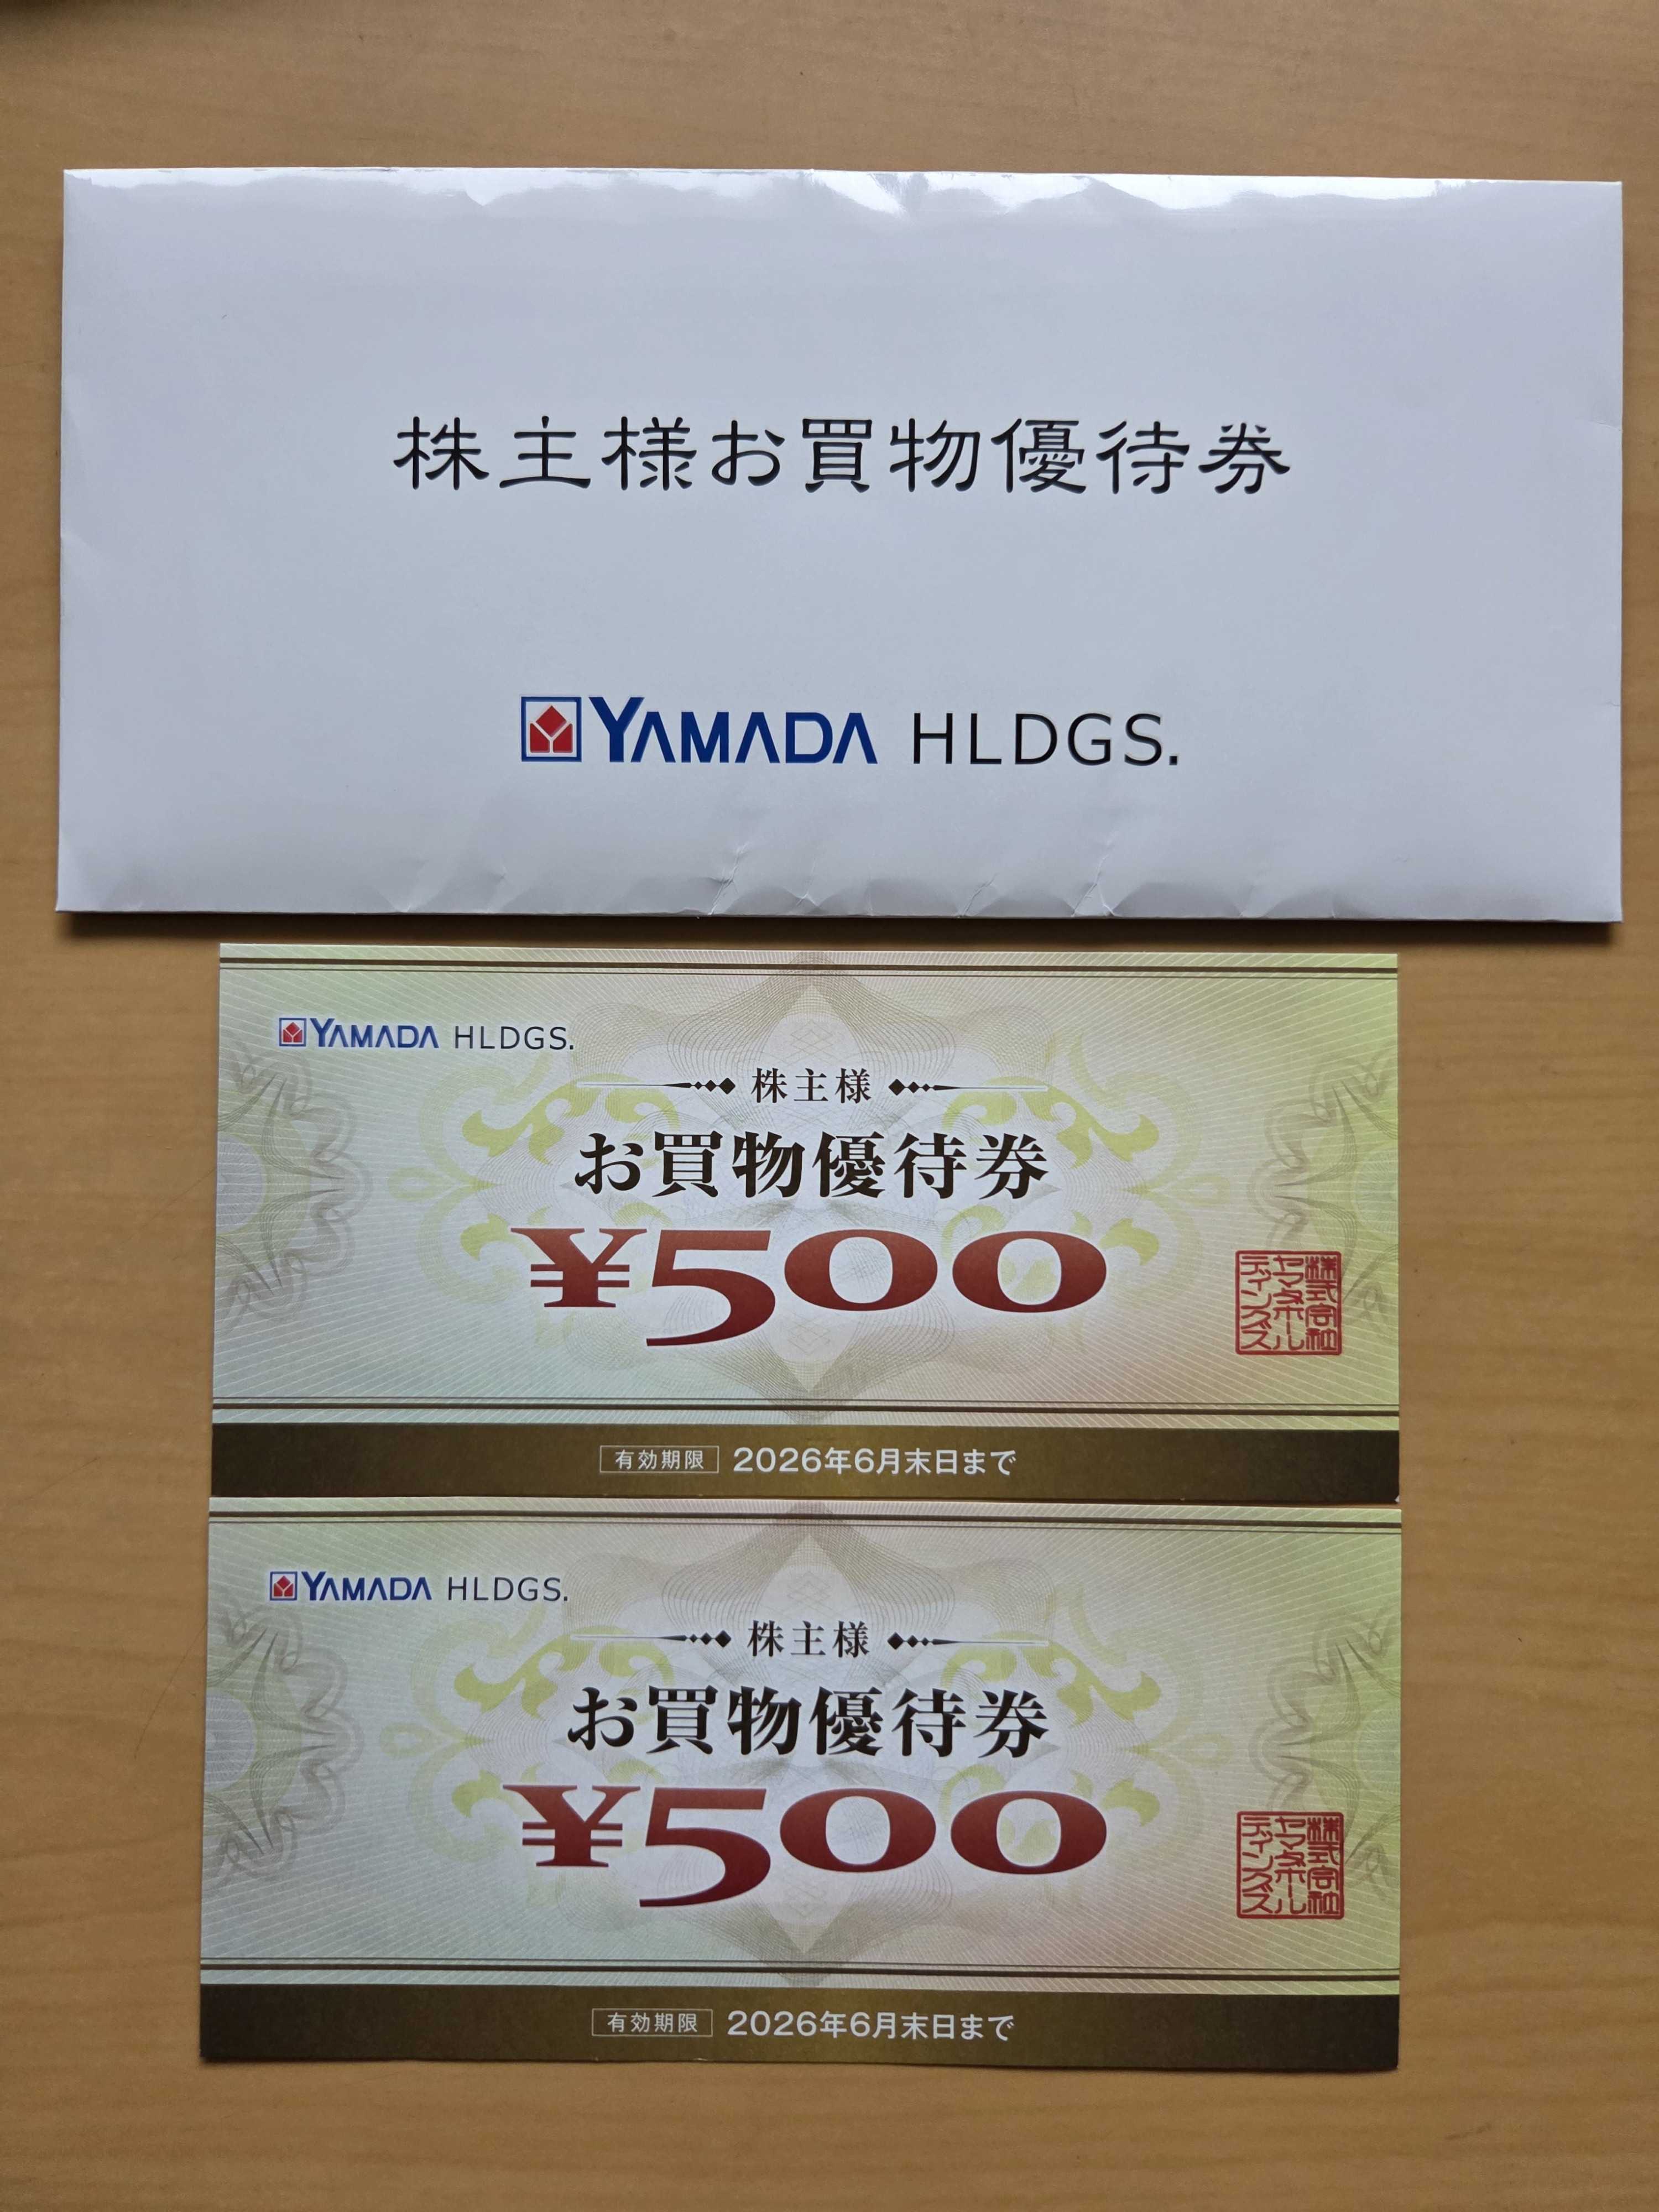 株主様お買物優待券
YAMADA HLDGS.
YAMADA HLDGS.
株主様
お買物優待券
¥500
株式会社
ヤマダホール
ディングス
有効期限 2026年6月末日まで
YAMADA HLDGS.
株主様
お買物優待券
¥500
株式会社
ヤマダホール
ディングス
有効期限 2026年6月末日まで